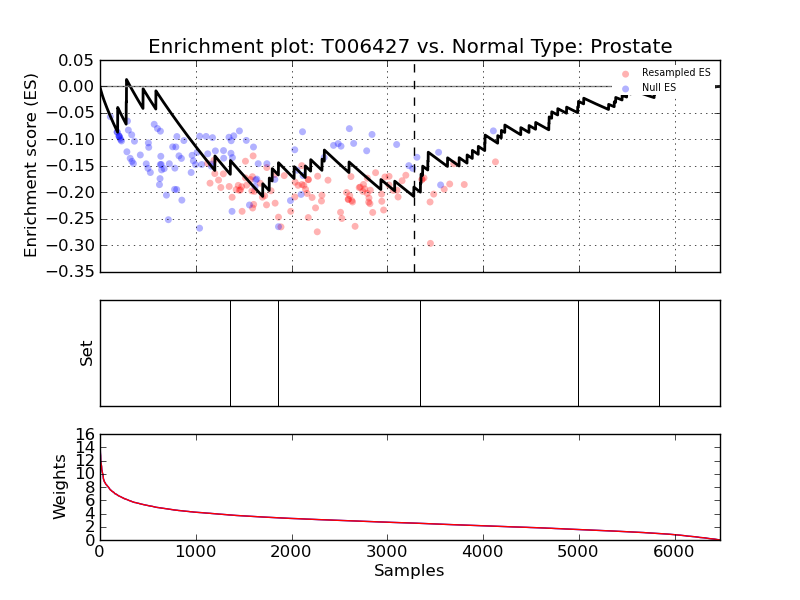 Enrichment plot: T006427 vs. Normal Type: Prostate
Enrichment score (ES)
0.05
0.00
−0.05
−0.10
−0.15
−0.20
−0.25
−0.30
−0.35
Resampled ES
Null ES
Set
Weights
16
14
12
10
8
6
4
2
0
0 1000 2000 3000 4000 5000 6000
Samples